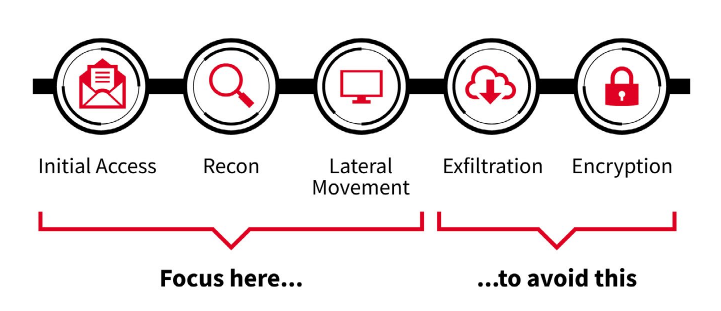 Initial Access
Recon
Lateral
Movement
Exfiltration
Encryption
Focus here...
...to avoid this